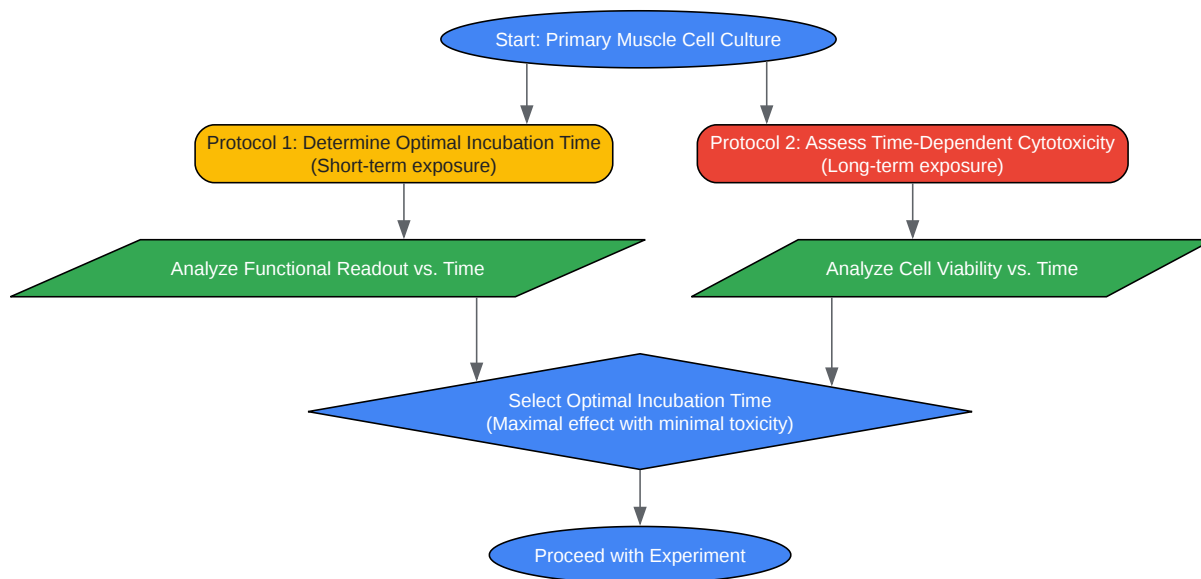 Start: Primary Muscle Cell Culture
Protocol 1: Determine Optimal Incubation Time
(Short-term exposure)
Protocol 2: Assess Time-Dependent Cytotoxicity
(Long-term exposure)
Analyze Functional Readout vs. Time
Analyze Cell Viability vs. Time
Select Optimal Incubation Time
(Maximal effect with minimal toxicity)
Proceed with Experiment